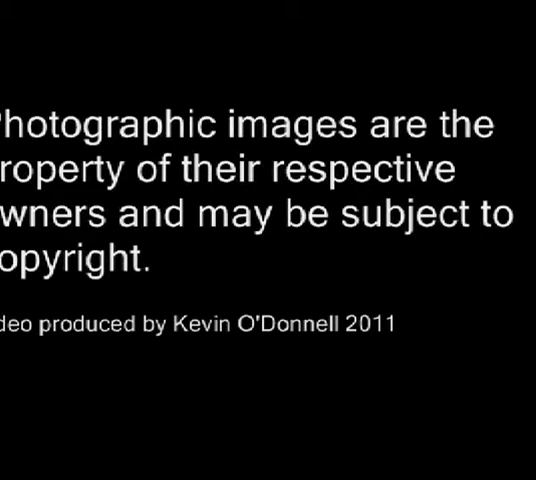 Photographic images are the
roperty of their respective
wners and may be subject to
opyright.
deo produced by Kevin O'Donnell 2011